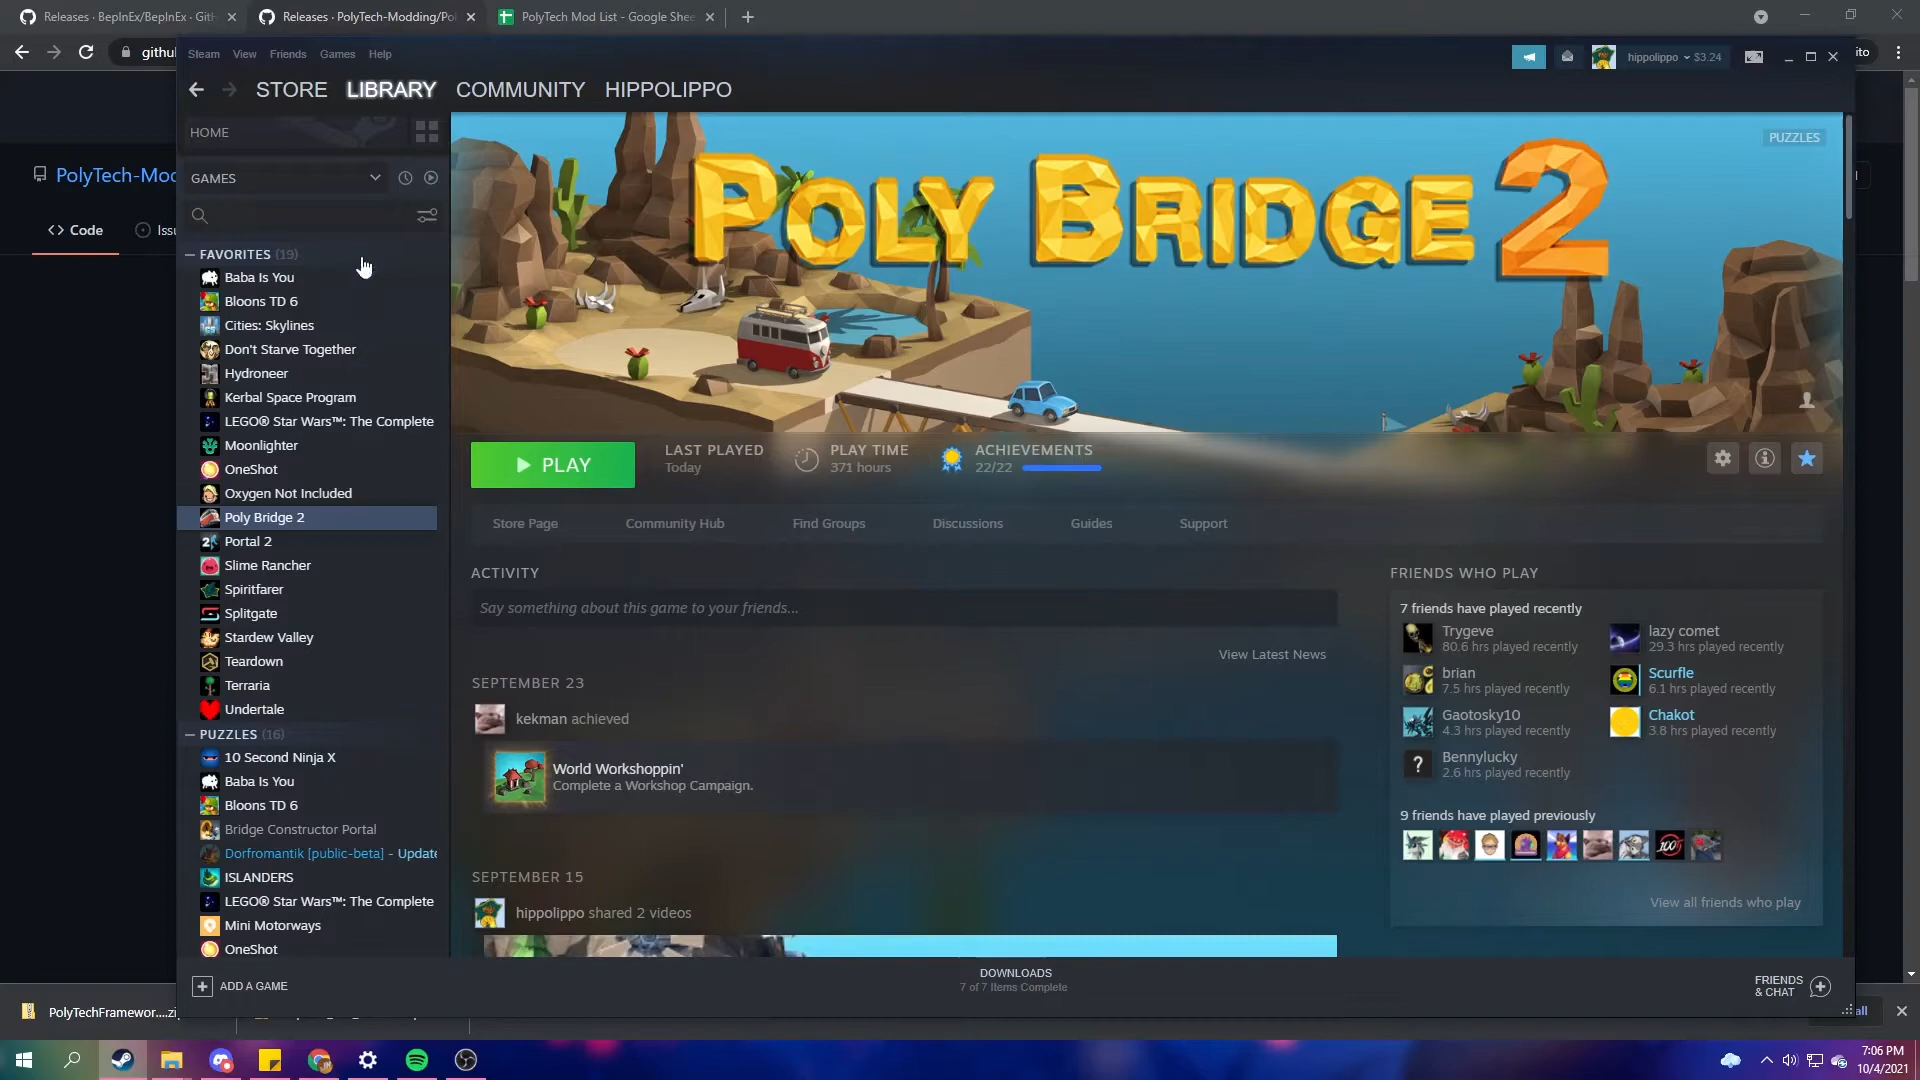 Releases · BepInEx/BepInEx · Git
Releases · PolyTech-Modding/Pol
PolyTech Mod List - Google Shee
githu
ito
Steam View Friends Games Help
hippolippo $3.24
STORE LIBRARY COMMUNITY HIPPOLIPPO
HOME
GAMES
FAVORITES (19)
Baba Is You
Bloons TD 6
Cities: Skylines
Don't Starve Together
Hydroneer
Kerbal Space Program
LEGO® Star Wars™: The Complete
Moonlighter
OneShot
Oxygen Not Included
Poly Bridge 2
Portal 2
Slime Rancher
Spiritfarer
Splitgate
Stardew Valley
Teardown
Terraria
Undertale
PUZZLES (16)
10 Second Ninja X
Baba Is You
Bloons TD 6
Bridge Constructor Portal
Dorfromantik [public-beta] - Update
ISLANDERS
LEGO® Star Wars™: The Complete
Mini Motorways
OneShot
PolyTech-Mod
Code
Issu
PUZZLES
POLY BRIDGE 2
PLAY
LAST PLAYED
Today
PLAY TIME
371 hours
ACHIEVEMENTS
22/22
Store Page Community Hub Find Groups Discussions Guides Support
ACTIVITY
Say something about this game to your friends...
View Latest News
SEPTEMBER 23
kekman achieved
World Workshoppin'
Complete a Workshop Campaign.
SEPTEMBER 15
hippolippo shared 2 videos
FRIENDS WHO PLAY
7 friends have played recently
Trygeve
80.6 hrs played recently
lazy comet
29.3 hrs played recently
brian
7.5 hrs played recently
Scurfle
6.1 hrs played recently
Gaotosky10
4.3 hrs played recently
Chakot
3.8 hrs played recently
Bennylucky
2.6 hrs played recently
9 friends have played previously
100
View all friends who play
ADD A GAME
DOWNLOADS
7 of 7 Items Complete
FRIENDS
& CHAT
PolyTechFramewor....zi
all
7:06 PM
10/4/2021